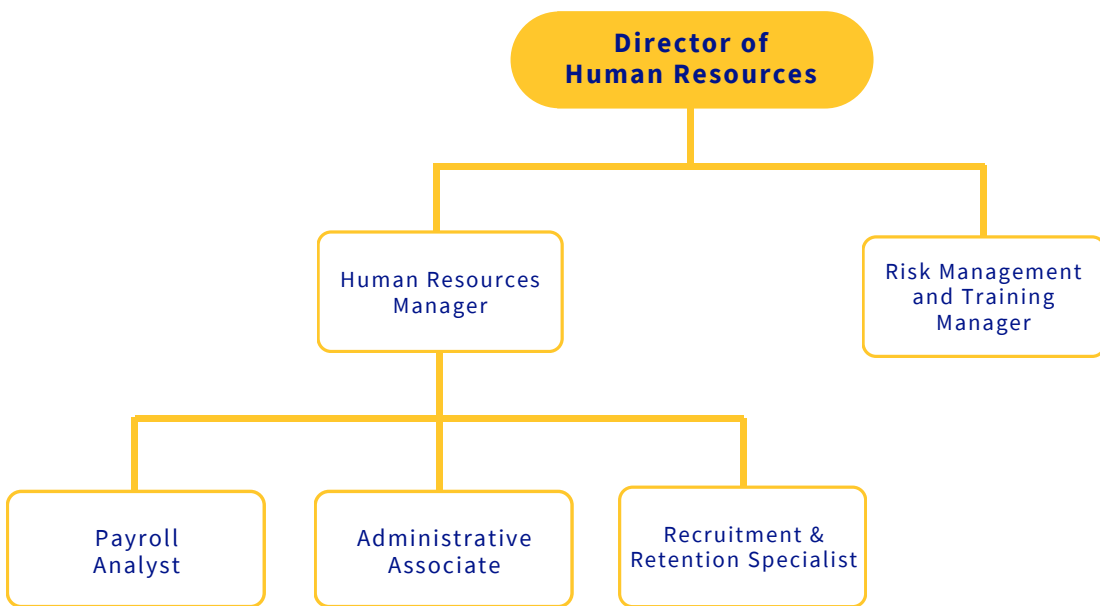 Director of
Human Resources
Human Resources
Manager
Risk Management
and Training
Manager
Payroll
Analyst
Administrative
Associate
Recruitment &
Retention Specialist